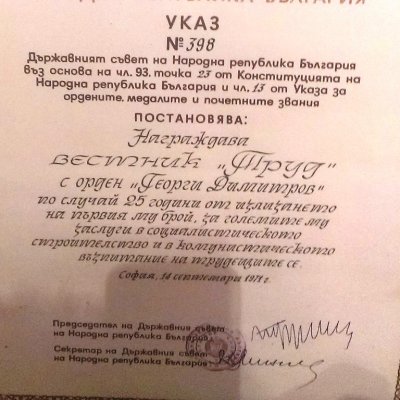 НАРОДНА РЕПУБЛИКА БЪЛГАРИЯ
УКАЗ
№ 398
Държавният съвет на Народна република България
въз основа на чл. 93. точка 23 от Конституцията на
Народна република България и чл. 13 от Указа за
ордените, медалите и почетните звания
ПОСТАНОВЯВА:
Награждава
вестник „Труд"
с орден „Георги Димитров"
по случай 25 години от излизането
на първия му брой, за големите му
заслуги в социалистическото
строителство и в комунистическото
възпитание на трудещите се.
София, 14 септември 1971 г.
Председател на Държавния съвет
на Народна република България:
Секретар на Държавния съвет
на Народна република България: